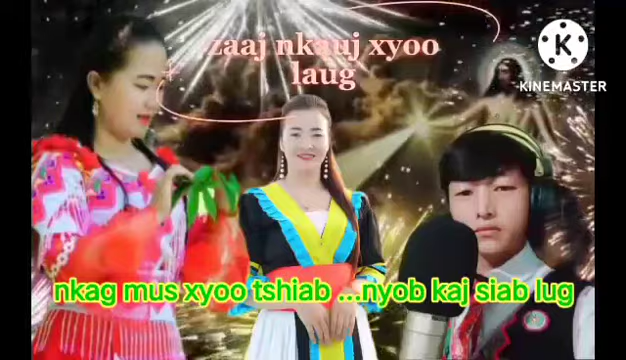 zaaj nkauj xyoo
laug
KINEMASTER
nkag mus xyoo tshiab ...nyob kaj siab lug